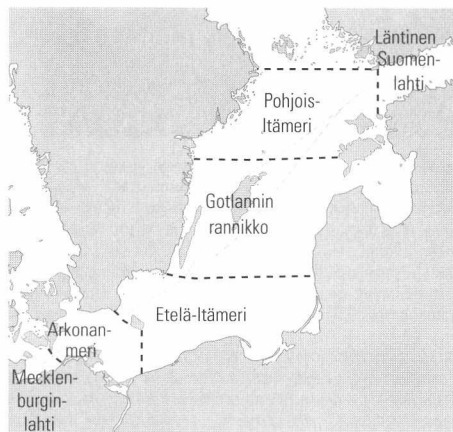 Läntinen
Suomen-
lahti
Pohjois-
Itämeri
Gotlannin
rannikko
Etelä-Itämeri
Arkonan-
meri
Mecklen-
burgin-
lahti